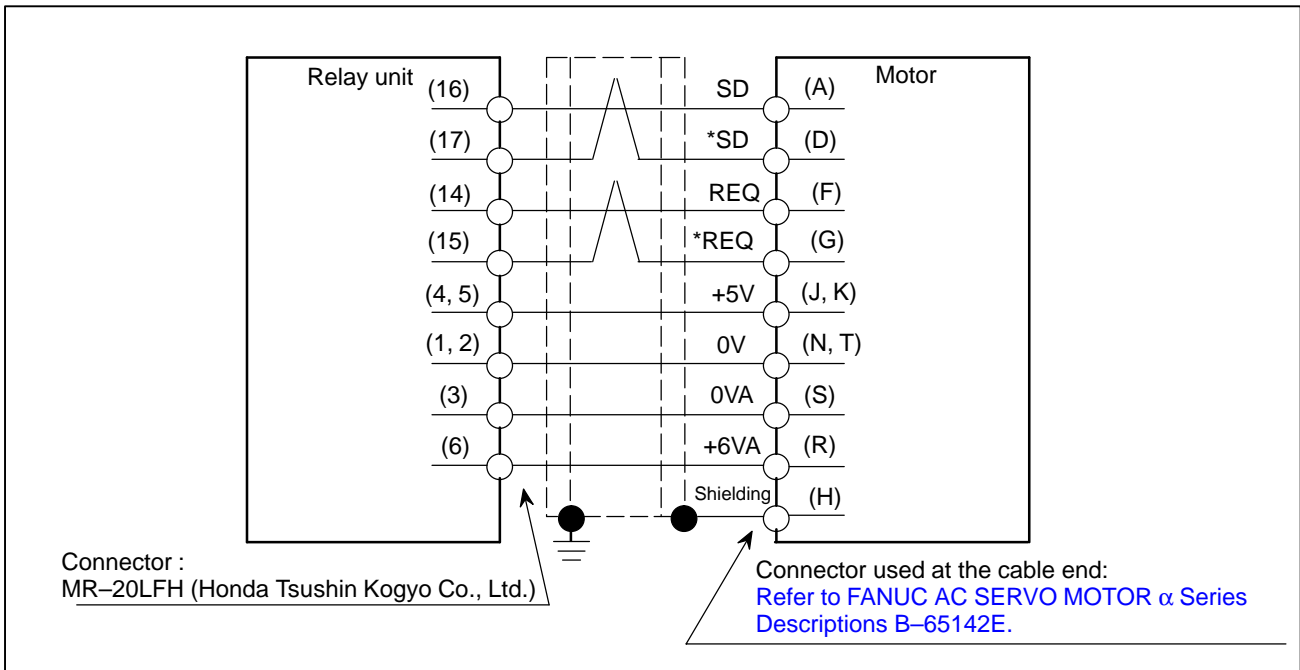 Relay unit
Motor
(16) SD (A)
(17) *SD (D)
(14) REQ (F)
(15) *REQ (G)
(4, 5) +5V (J, K)
(1, 2) 0V (N, T)
(3) 0VA (S)
(6) +6VA (R)
Shielding (H)
Connector :
MR–20LFH (Honda Tsushin Kogyo Co., Ltd.)
Connector used at the cable end:
Refer to FANUC AC SERVO MOTOR α Series
Descriptions B–65142E.